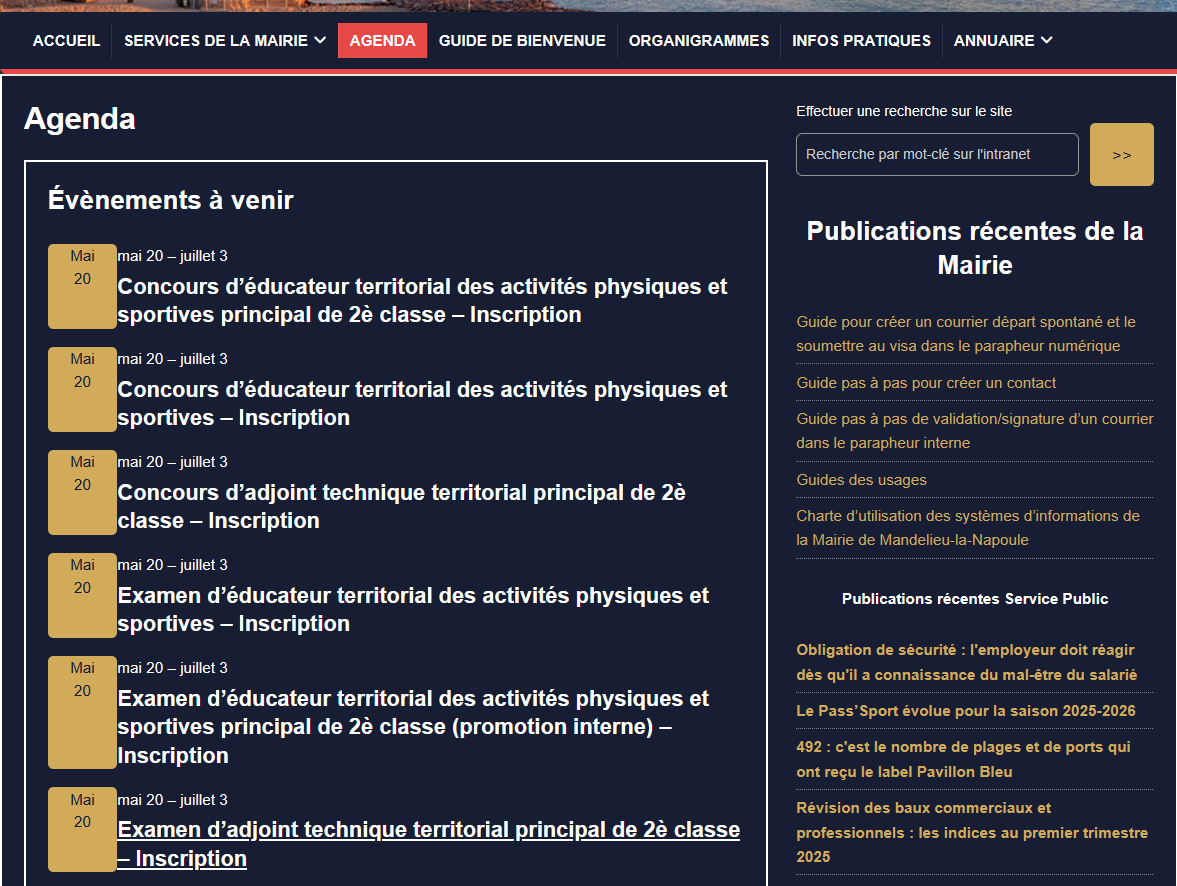 ACCUEIL SERVICES DE LA MAIRIE AGENDA GUIDE DE BIENVENUE ORGANIGRAMMES INFOS PRATIQUES ANNUAIRE
Agenda
Évènements à venir
Mai
20
mai 20 – juillet 3
Concours d’éducateur territorial des activités physiques et
sportives principal de 2è classe – Inscription
Mai
20
mai 20 – juillet 3
Concours d’éducateur territorial des activités physiques et
sportives – Inscription
Mai
20
mai 20 – juillet 3
Concours d’adjoint technique territorial principal de 2è
classe – Inscription
Mai
20
mai 20 – juillet 3
Examen d’éducateur territorial des activités physiques et
sportives – Inscription
Mai
20
mai 20 – juillet 3
Examen d’éducateur territorial des activités physiques et
sportives principal de 2è classe (promotion interne) –
Inscription
Mai
20
mai 20 – juillet 3
Examen d’adjoint technique territorial principal de 2è classe
– Inscription
Effectuer une recherche sur le site
Recherche par mot-clé sur l'intranet
>>
Publications récentes de la
Mairie
Guide pour créer un courrier départ spontané et le
soumettre au visa dans le parapheur numérique
Guide pas à pas pour créer un contact
Guide pas à pas de validation/signature d’un courrier
dans le parapheur interne
Guides des usages
Charte d’utilisation des systèmes d’informations de
la Mairie de Mandelieu-la-Napoule
Publications récentes Service Public
Obligation de sécurité : l'employeur doit réagir
dès qu'il a connaissance du mal-être du salarié
Le Pass’Sport évolue pour la saison 2025-2026
492 : c'est le nombre de plages et de ports qui
ont reçu le label Pavillon Bleu
Révision des baux commerciaux et
professionnels : les indices au premier trimestre
2025